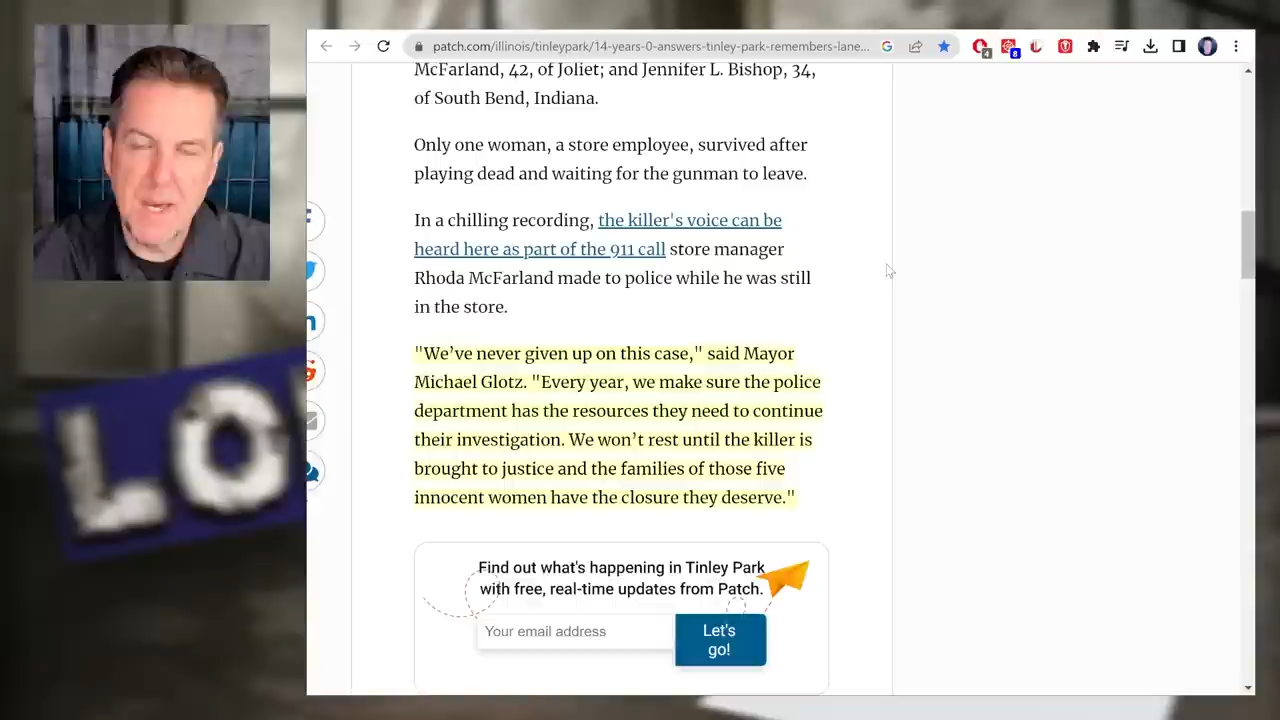 patch.com/illinois/tinleypark/14-years-0-answers-tinley-park-remembers-lane...
4
8
McFarland, 42, of Joliet; and Jennifer L. Bishop, 34,
of South Bend, Indiana.
Only one woman, a store employee, survived after
playing dead and waiting for the gunman to leave.
In a chilling recording, the killer's voice can be
heard here as part of the 911 call store manager
Rhoda McFarland made to police while he was still
in the store.
"We’ve never given up on this case," said Mayor
Michael Glotz. "Every year, we make sure the police
department has the resources they need to continue
their investigation. We won’t rest until the killer is
brought to justice and the families of those five
innocent women have the closure they deserve."
LO
Find out what's happening in Tinley Park
with free, real-time updates from Patch.
Your email address
Let's
go!